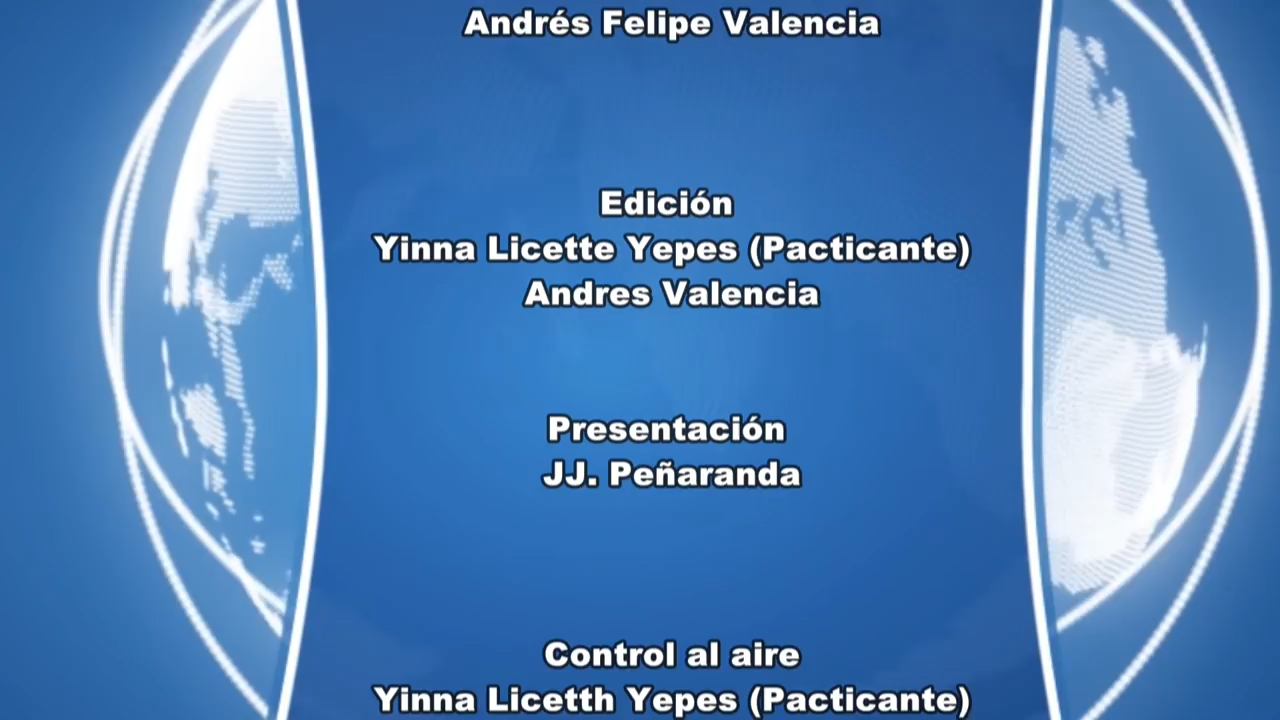 Andrés Felipe Valencia
Edición
Yinna Licette Yepes (Pacticante)
Andres Valencia
Presentación
JJ. Peñaranda
Control al aire
Yinna Licetth Yepes (Pacticante)